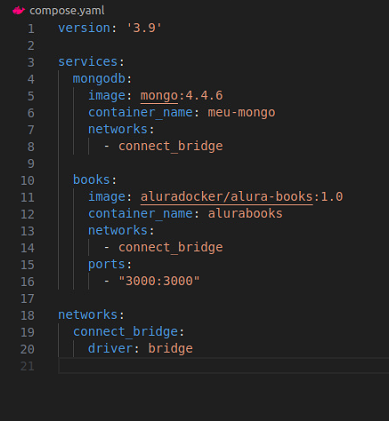 compose.yaml
1 version: '3.9'
2
3 services:
4   mongodb:
5     image: mongo:4.4.6
6     container_name: meu-mongo
7     networks:
8       - connect_bridge
9
10   books:
11     image: aluradocker/alura-books:1.0
12     container_name: alurabooks
13     networks:
14       - connect_bridge
15     ports:
16       - "3000:3000"
17
18 networks:
19   connect_bridge:
20     driver: bridge
21